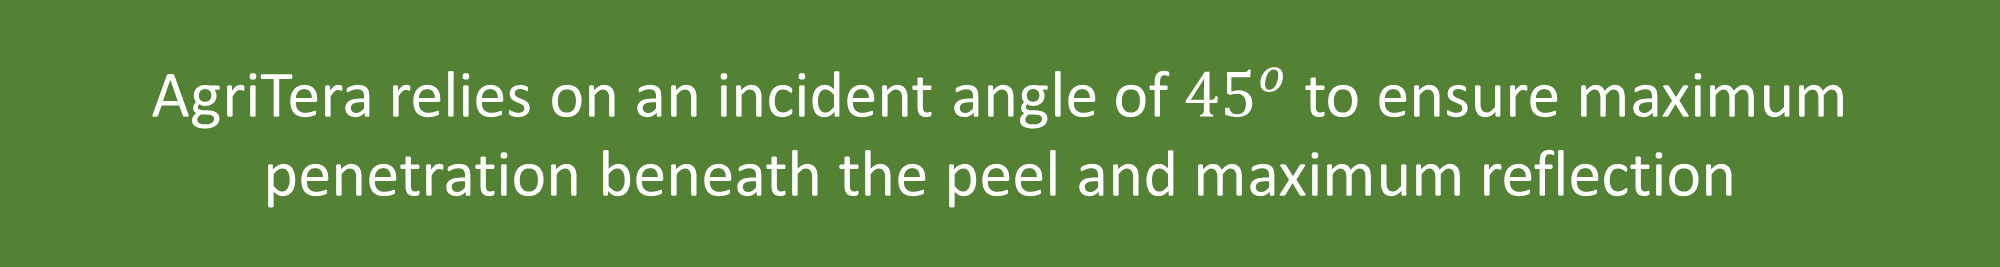 AgriTera relies on an incident angle of 45° to ensure maximum
penetration beneath the peel and maximum reflection